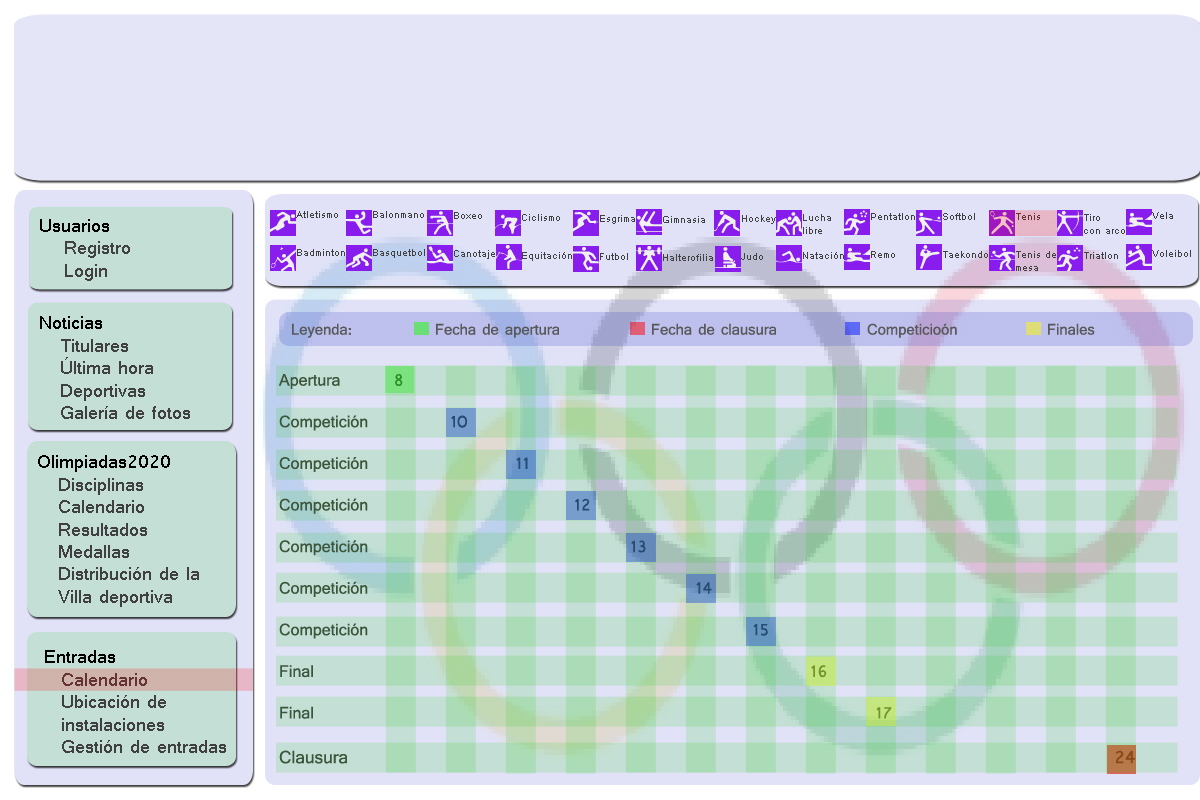 Usuarios
Registro
Login
Noticias
Titulares
Última hora
Deportivas
Galería de fotos
Olimpiadas2020
Disciplinas
Calendario
Resultados
Medallas
Distribución de la
Villa deportiva
Entradas
Calendario
Ubicación de
instalaciones
Gestión de entradas
Atletismo
Balonmano
Boxeo
Ciclismo
Esgrima
Gimnasia
Hockey
Lucha
libre
Pentatlon
Softbol
Tenis
Tiro
con arco
Vela
Badminton
Basquetbol
Canotaje
Equitación
Futbol
Halterofilia
Judo
Natación
Remo
Taekondo
Tenis de
mesa
Triatlon
Voleibol
Leyenda: Fecha de apertura Fecha de clausura Competicioón Finales
Apertura 8
Competición 10
Competición 11
Competición 12
Competición 13
Competición 14
Competición 15
Final 16
Final 17
Clausura 24